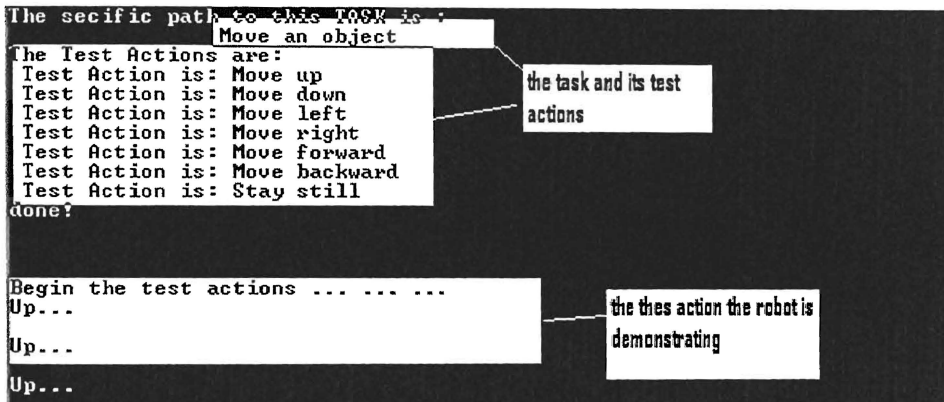 The secific path to this TASK is :
Move an object
The Test Actions are:
Test Action is: Move up
Test Action is: Move down
Test Action is: Move left
Test Action is: Move right
Test Action is: Move forward
Test Action is: Move backward
Test Action is: Stay still
done!
the task and its test
actions
Begin the test actions ... ... ...
Up...
Up...
Up...
the thes action the robot is
demonstrating